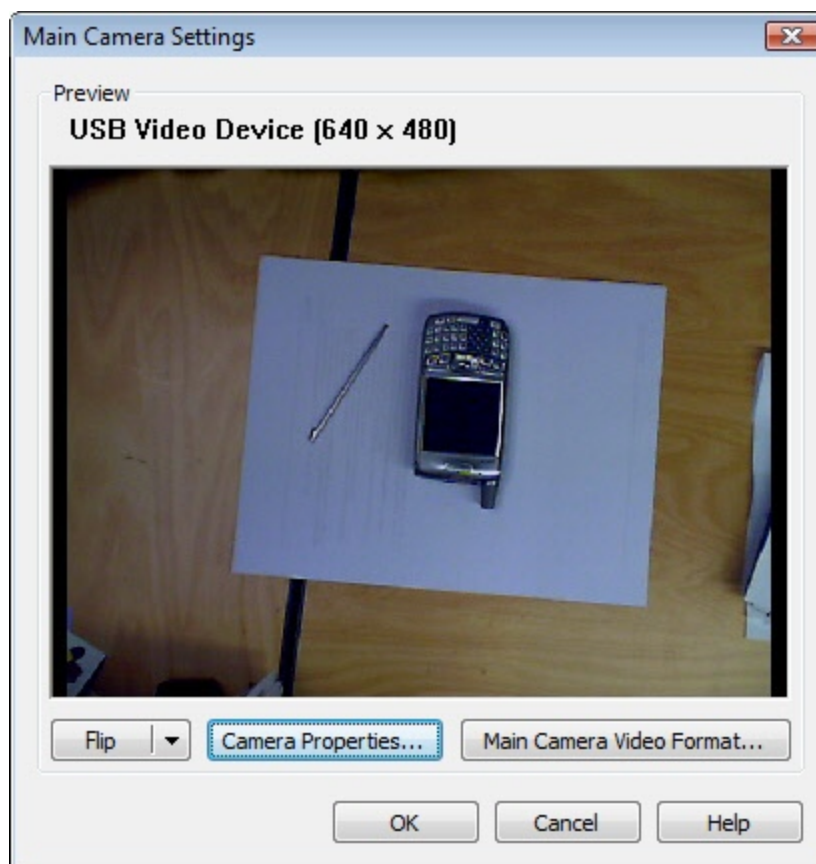 Main Camera Settings
Preview
USB Video Device (640 × 480)
Flip
Camera Properties...
Main Camera Video Format...
OK
Cancel
Help